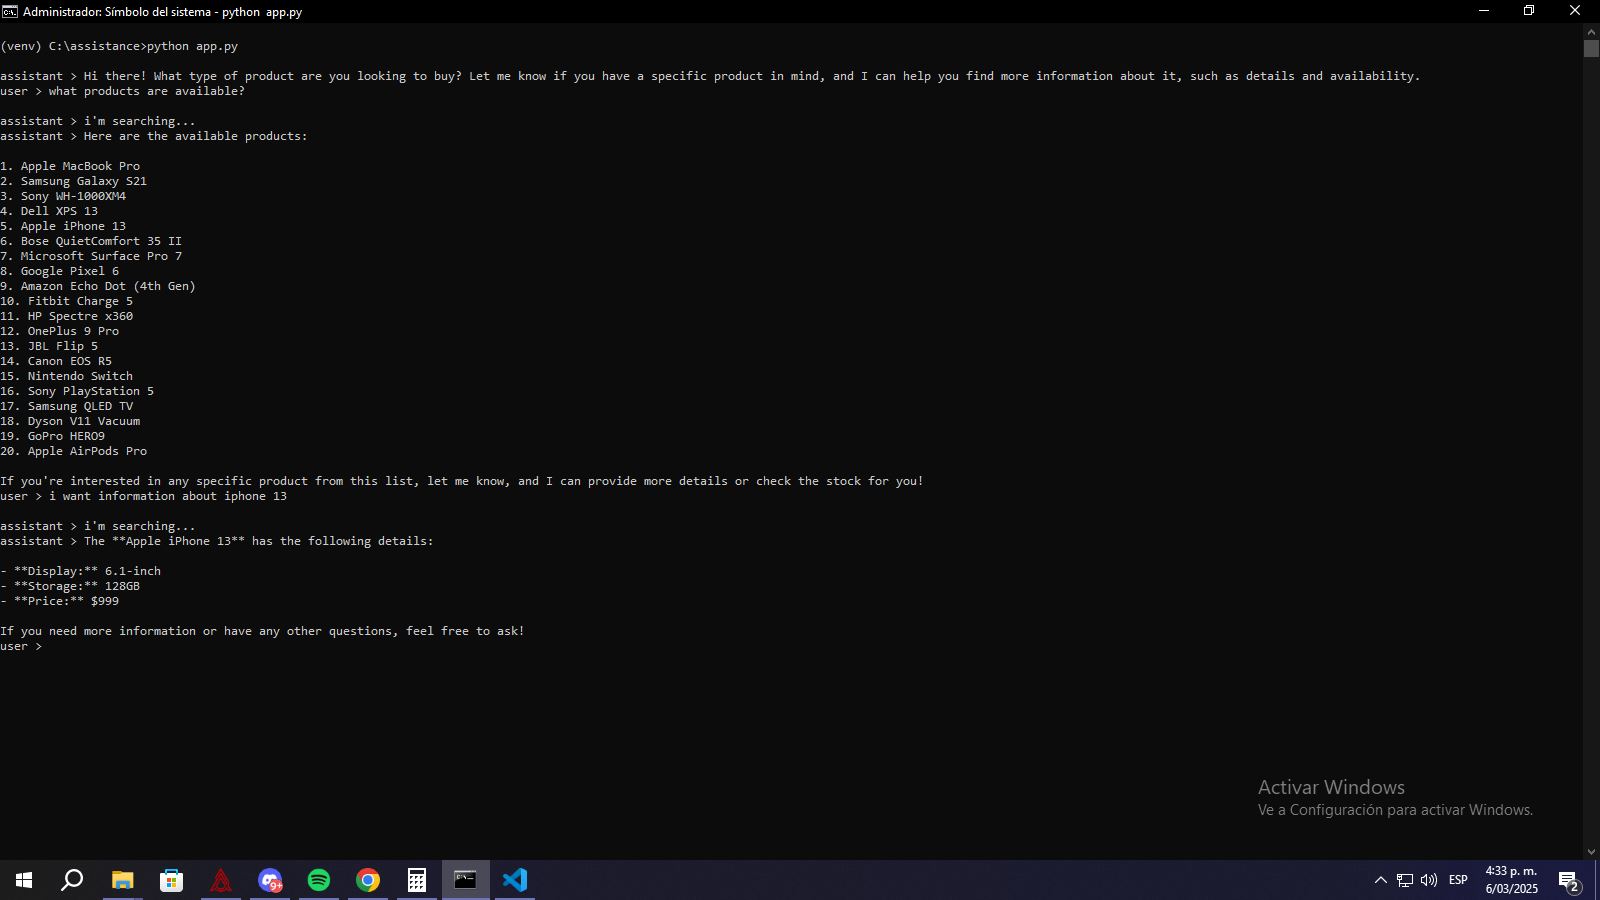 Administrador: Símbolo del sistema - python  app.py
(venv) C:\assistance>python app.py
assistant > Hi there! What type of product are you looking to buy? Let me know if you have a specific product in mind, and I can help you find more information about it, such as details and availability.
user > what products are available?
assistant > i'm searching...
assistant > Here are the available products:
1. Apple MacBook Pro
2. Samsung Galaxy S21
3. Sony WH-1000XM4
4. Dell XPS 13
5. Apple iPhone 13
6. Bose QuietComfort 35 II
7. Microsoft Surface Pro 7
8. Google Pixel 6
9. Amazon Echo Dot (4th Gen)
10. Fitbit Charge 5
11. HP Spectre x360
12. OnePlus 9 Pro
13. JBL Flip 5
14. Canon EOS R5
15. Nintendo Switch
16. Sony PlayStation 5
17. Samsung QLED TV
18. Dyson V11 Vacuum
19. GoPro HERO9
20. Apple AirPods Pro
If you're interested in any specific product from this list, let me know, and I can provide more details or check the stock for you!
user > i want information about iphone 13
assistant > i'm searching...
assistant > The **Apple iPhone 13** has the following details:
- **Display:** 6.1-inch
- **Storage:** 128GB
- **Price:** $999
If you need more information or have any other questions, feel free to ask!
user >
Activar Windows
Ve a Configuración para activar Windows.
9+
ESP
4:33 p. m.
6/03/2025
2